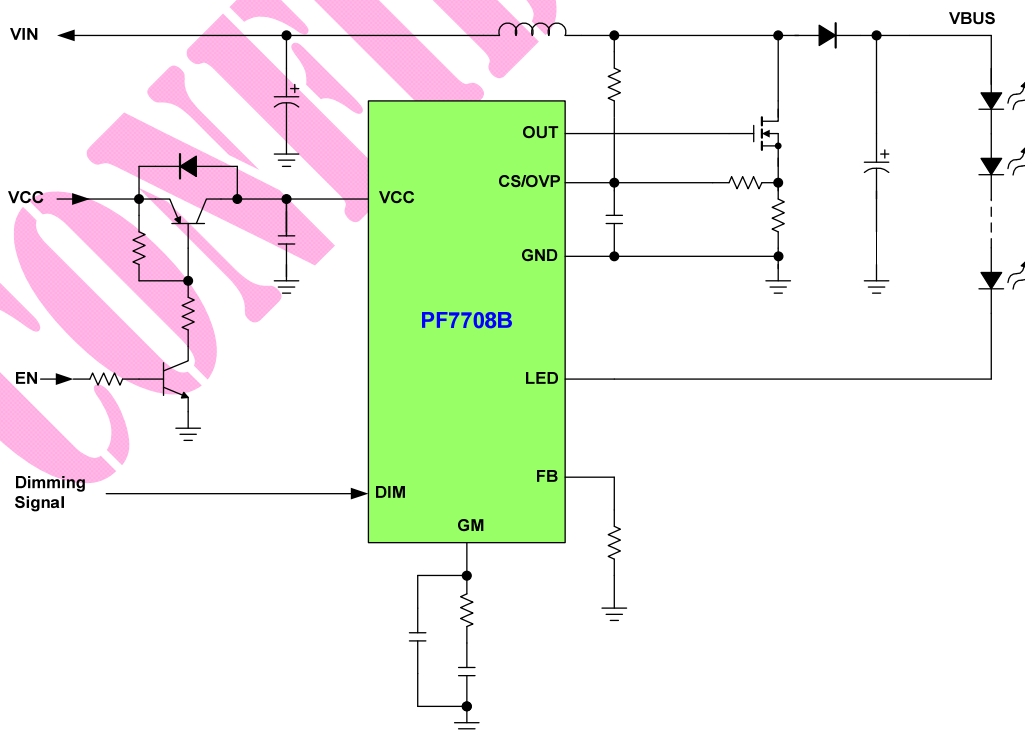 VIN
VBUS
OUT
CS/OVP
VCC
VCC
GND
PF7708B
EN
LED
FB
Dimming
Signal
DIM
GM